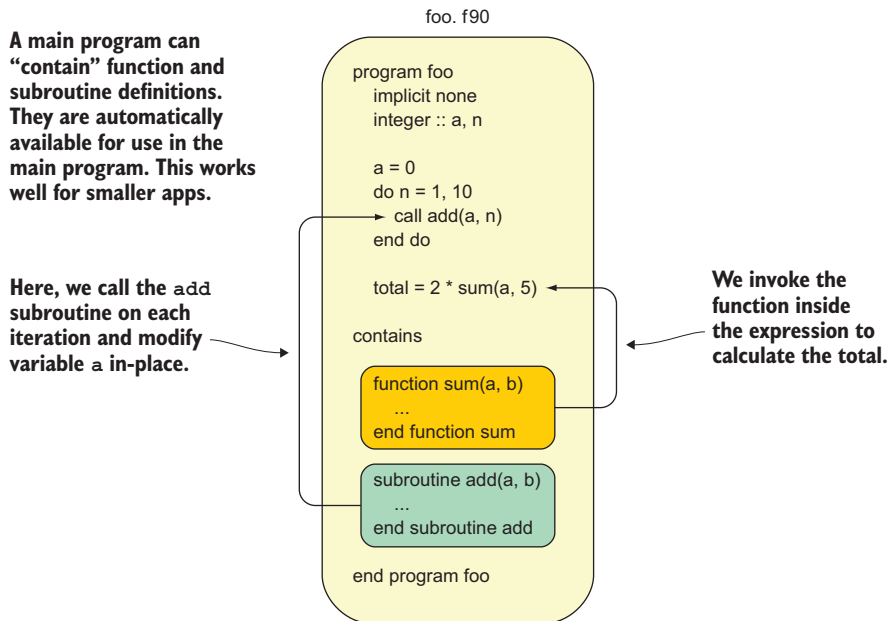 foo. f90
A main program can
“contain” function and
subroutine definitions.
They are automatically
available for use in the
main program. This works
well for smaller apps.
Here, we call the add
subroutine on each
iteration and modify
variable a in-place.
program foo
implicit none
integer :: a, n
a = 0
do n = 1, 10
call add(a, n)
end do
total = 2 * sum(a, 5)
contains
function sum(a, b)
...
end function sum
subroutine add(a, b)
...
end subroutine add
end program foo
We invoke the
function inside
the expression to
calculate the total.